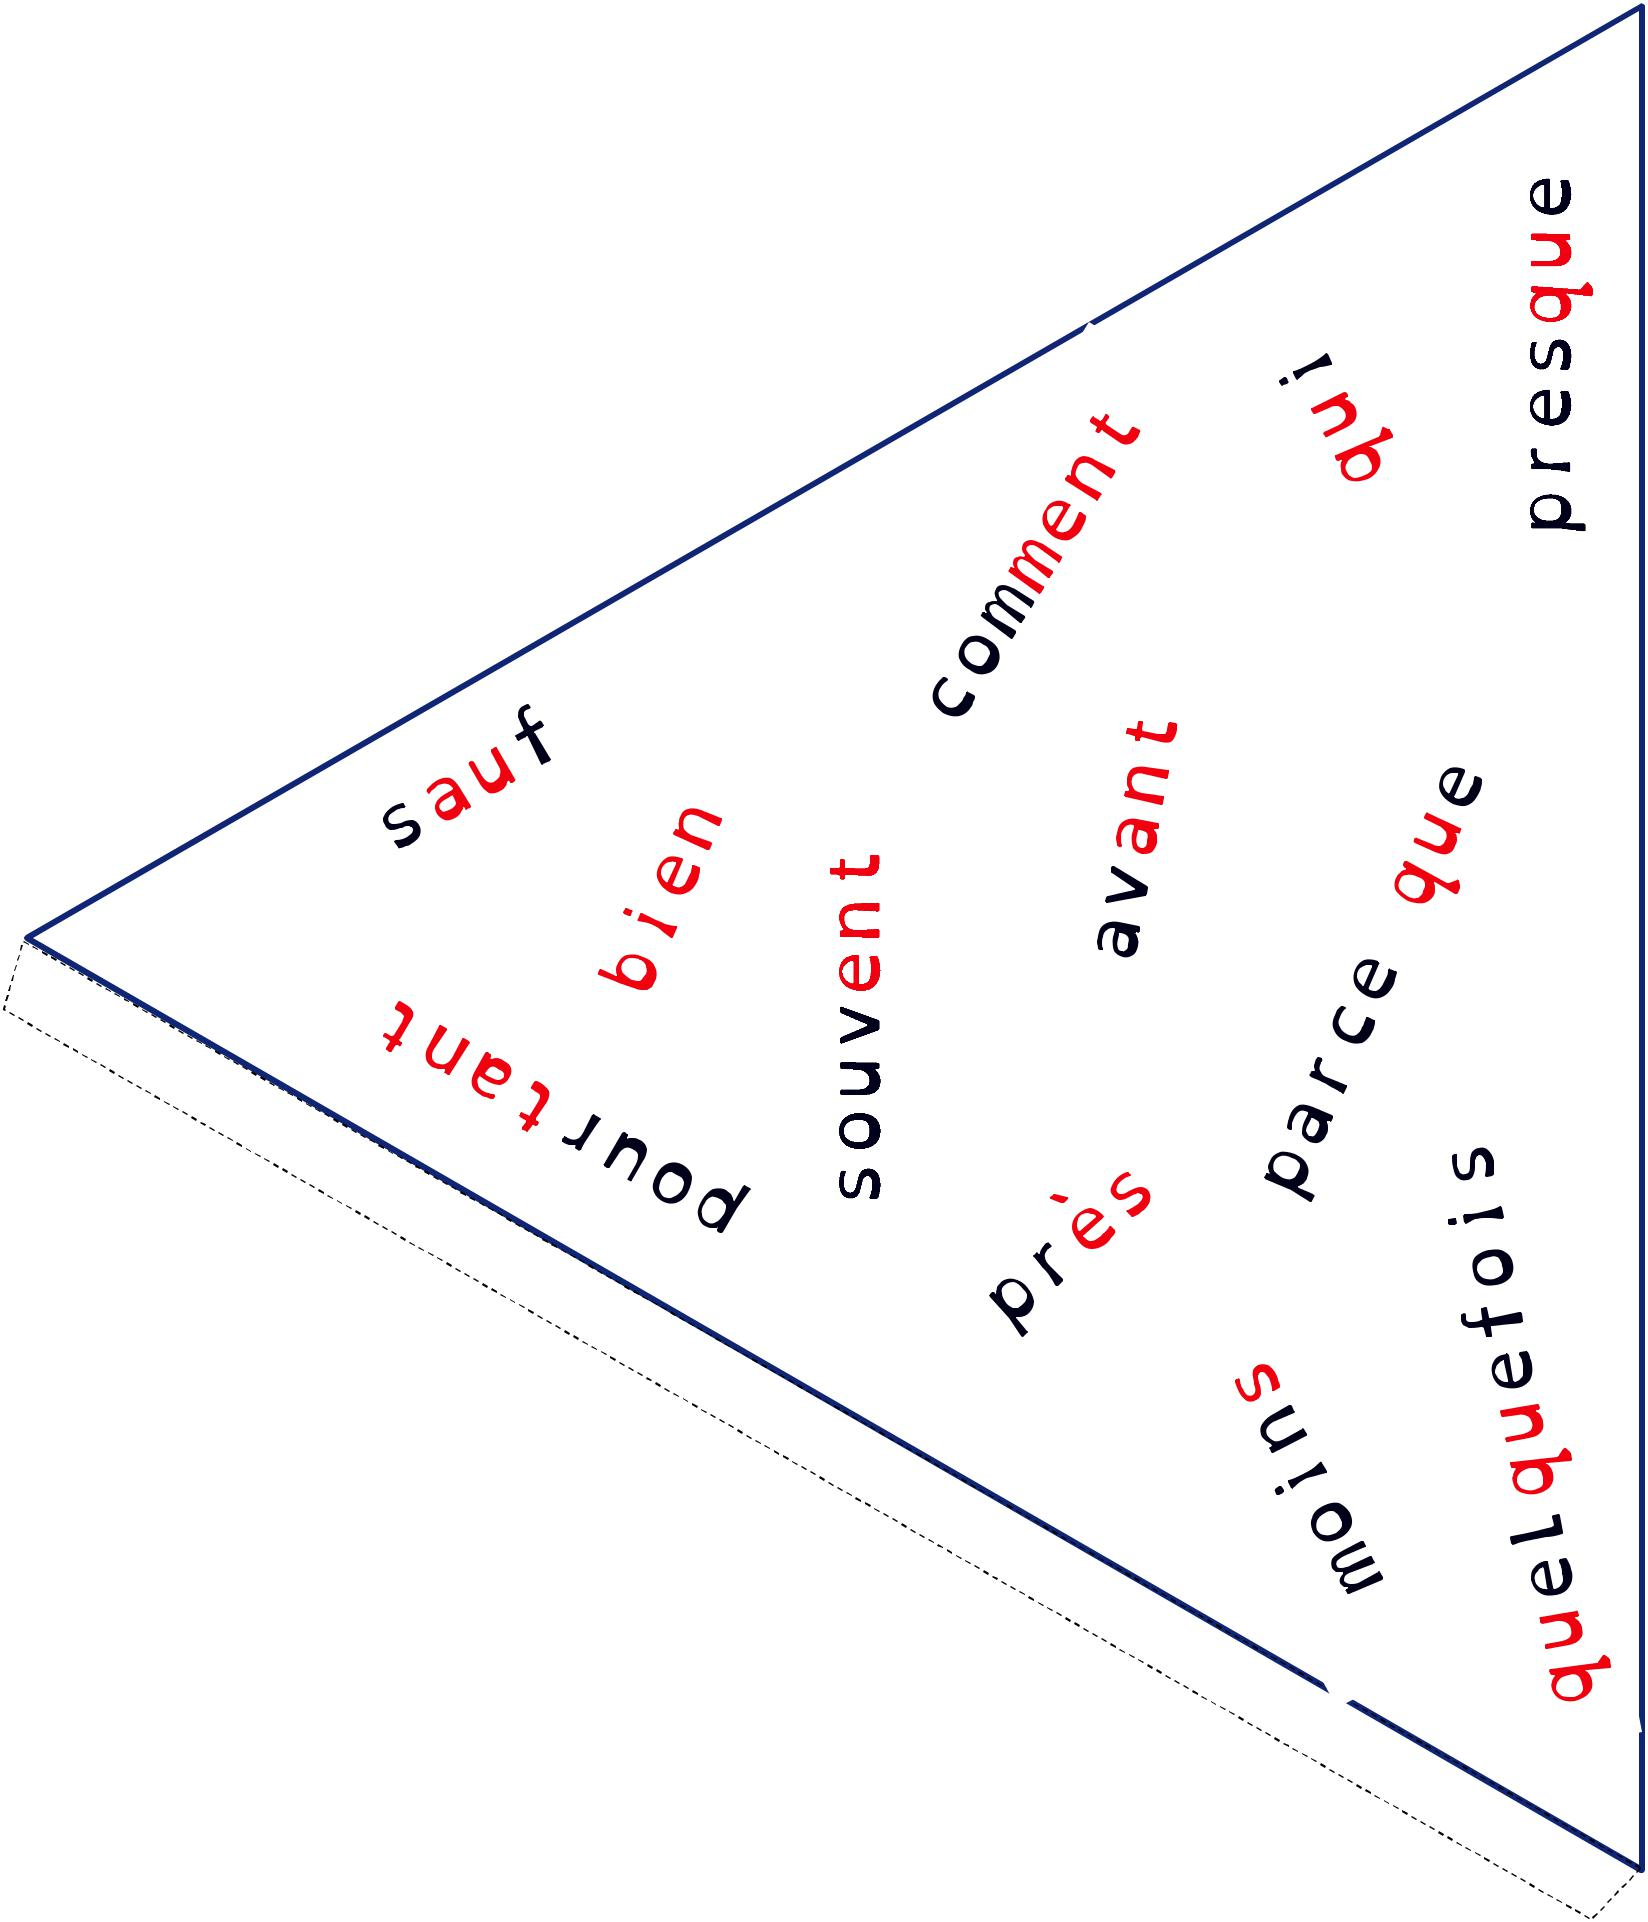 presque
qui
comment
sauf
avant
que
bien
souvent
parce
pourtant
près
quelquefois
moins